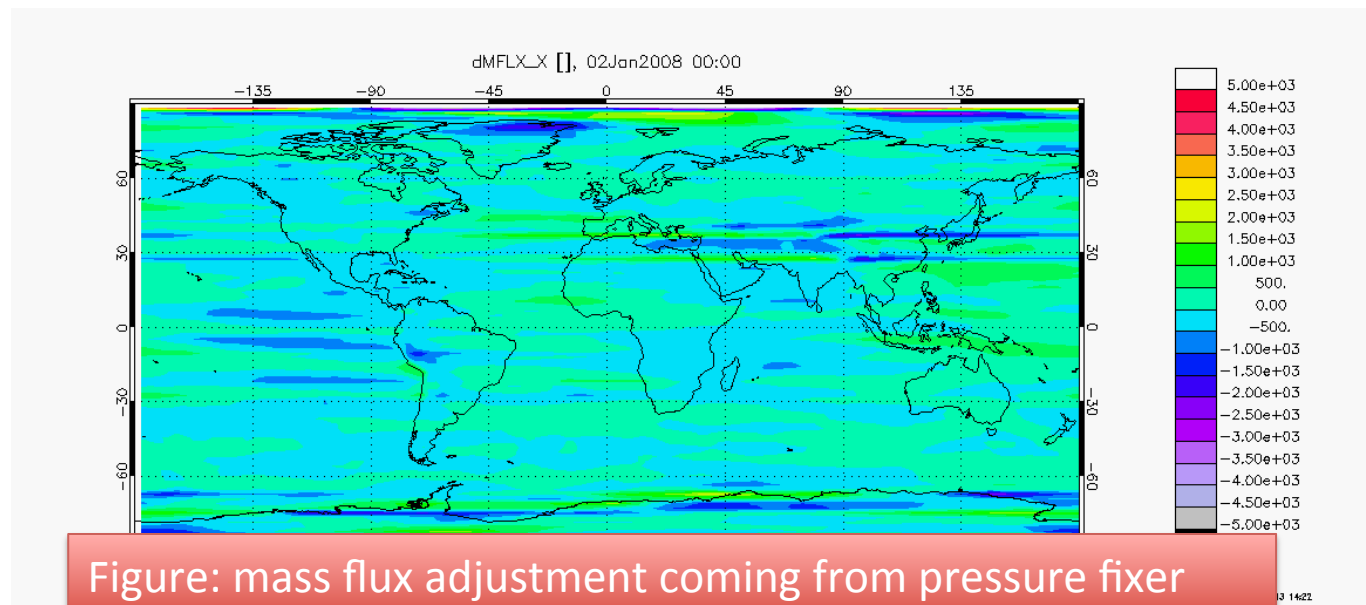 dMFLX_X [], 02Jan2008 00:00
−135 −90 −45 0 45 90 135
60 60
30 30
0 0
−30 −30
−60 −60
5.00e+03
4.50e+03
4.00e+03
3.50e+03
3.00e+03
2.50e+03
2.00e+03
1.50e+03
1.00e+03
500.
0.00
−500.
−1.00e+03
−1.50e+03
−2.00e+03
−2.50e+03
−3.00e+03
−3.50e+03
−4.00e+03
−4.50e+03
−5.00e+03
Figure: mass flux adjustment coming from pressure fixer
14:22